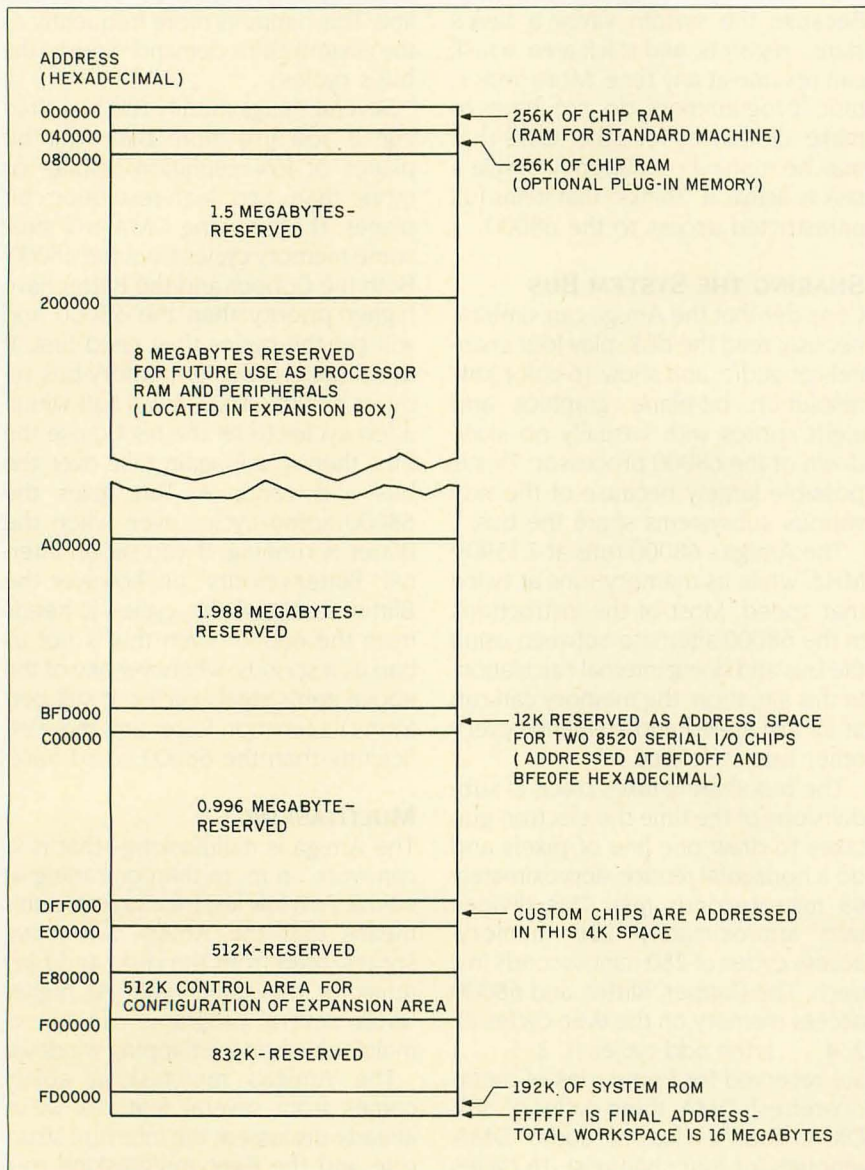 ADDRESS
(HEXADECIMAL)
000000
256K OF CHIP RAM
(RAM FOR STANDARD MACHINE)
040000
256K OF CHIP RAM
(OPTIONAL PLUG-IN MEMORY)
080000
1.5 MEGABYTES-
RESERVED
200000
8 MEGABYTES RESERVED
FOR FUTURE USE AS PROCESSOR
RAM AND PERIPHERALS
(LOCATED IN EXPANSION BOX)
A00000
1.988 MEGABYTES-
RESERVED
BFD000
12K RESERVED AS ADDRESS SPACE
FOR TWO 8520 SERIAL I/O CHIPS
(ADDRESSED AT BFD0FF AND
BFE0FE HEXADECIMAL)
C00000
0.996 MEGABYTE-
RESERVED
DFF000
CUSTOM CHIPS ARE ADDRESSED
IN THIS 4K SPACE
E00000
512K-RESERVED
E80000
512K CONTROL AREA FOR
CONFIGURATION OF EXPANSION AREA
F00000
832K-RESERVED
FD0000
192K OF SYSTEM ROM
FFFFFF IS FINAL ADDRESS-
TOTAL WORKSPACE IS 16 MEGABYTES